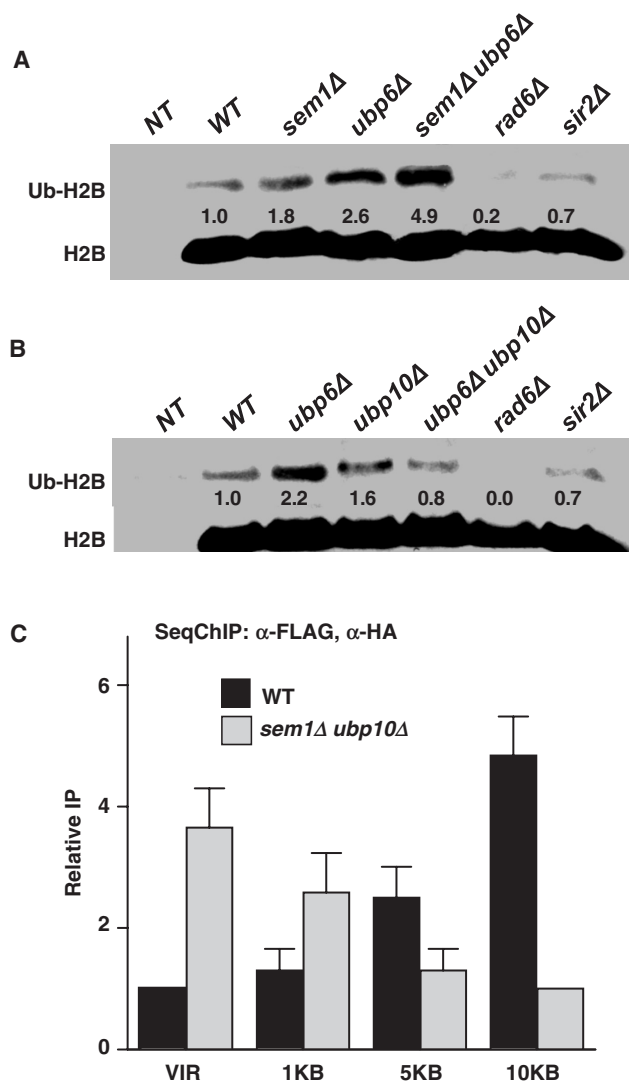 A
NT WT sem1Δ ubp6Δ sem1Δ ubp6Δ rad6Δ sir2Δ
Ub-H2B
1.0 1.8 2.6 4.9 0.2 0.7
H2B
B
NT WT ubp6Δ ubp10Δ ubp6Δ ubp10Δ rad6Δ sir2Δ
Ub-H2B
1.0 2.2 1.6 0.8 0.0 0.7
H2B
C
SeqChIP: α-FLAG, α-HA
WT
sem1Δ ubp10Δ
Relative IP
6
4
2
0
VIR 1KB 5KB 10KB